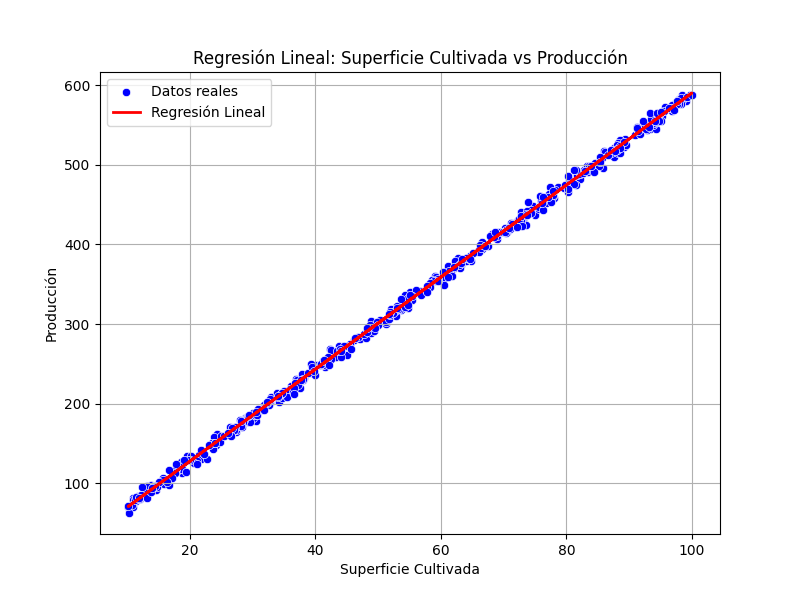 Regresión Lineal: Superficie Cultivada vs Producción
Datos reales
Regresión Lineal
600
500
400
300
200
100
Producción
20 40 60 80 100
Superficie Cultivada